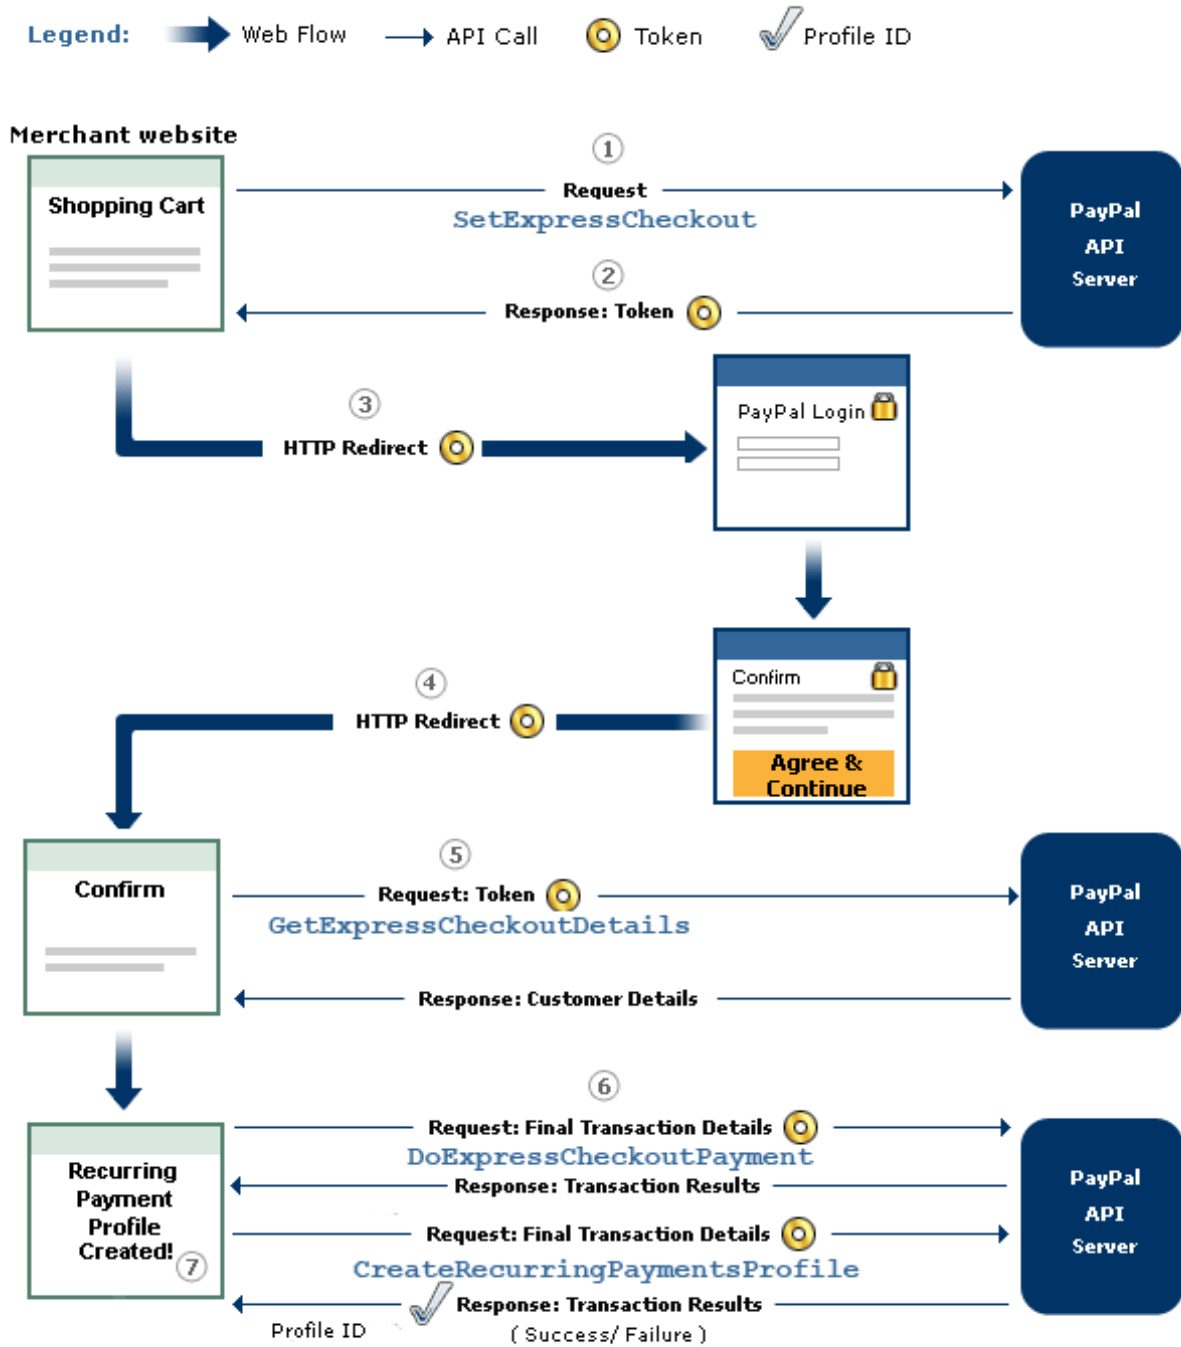 Legend: Web Flow API Call Token Profile ID
Merchant website
Shopping Cart
1
Request
SetExpressCheckout
PayPal
API
Server
2
Response: Token
3
HTTP Redirect
PayPal Login
4
HTTP Redirect
Confirm
Agree &
Continue
Confirm
5
Request: Token
GetExpressCheckoutDetails
Response: Customer Details
PayPal
API
Server
6
Request: Final Transaction Details
DoExpressCheckoutPayment
Response: Transaction Results
Request: Final Transaction Details
CreateRecurringPaymentsProfile
Response: Transaction Results
Profile ID
( Success/ Failure )
Recurring
Payment
Profile
Created!
7
PayPal
API
Server